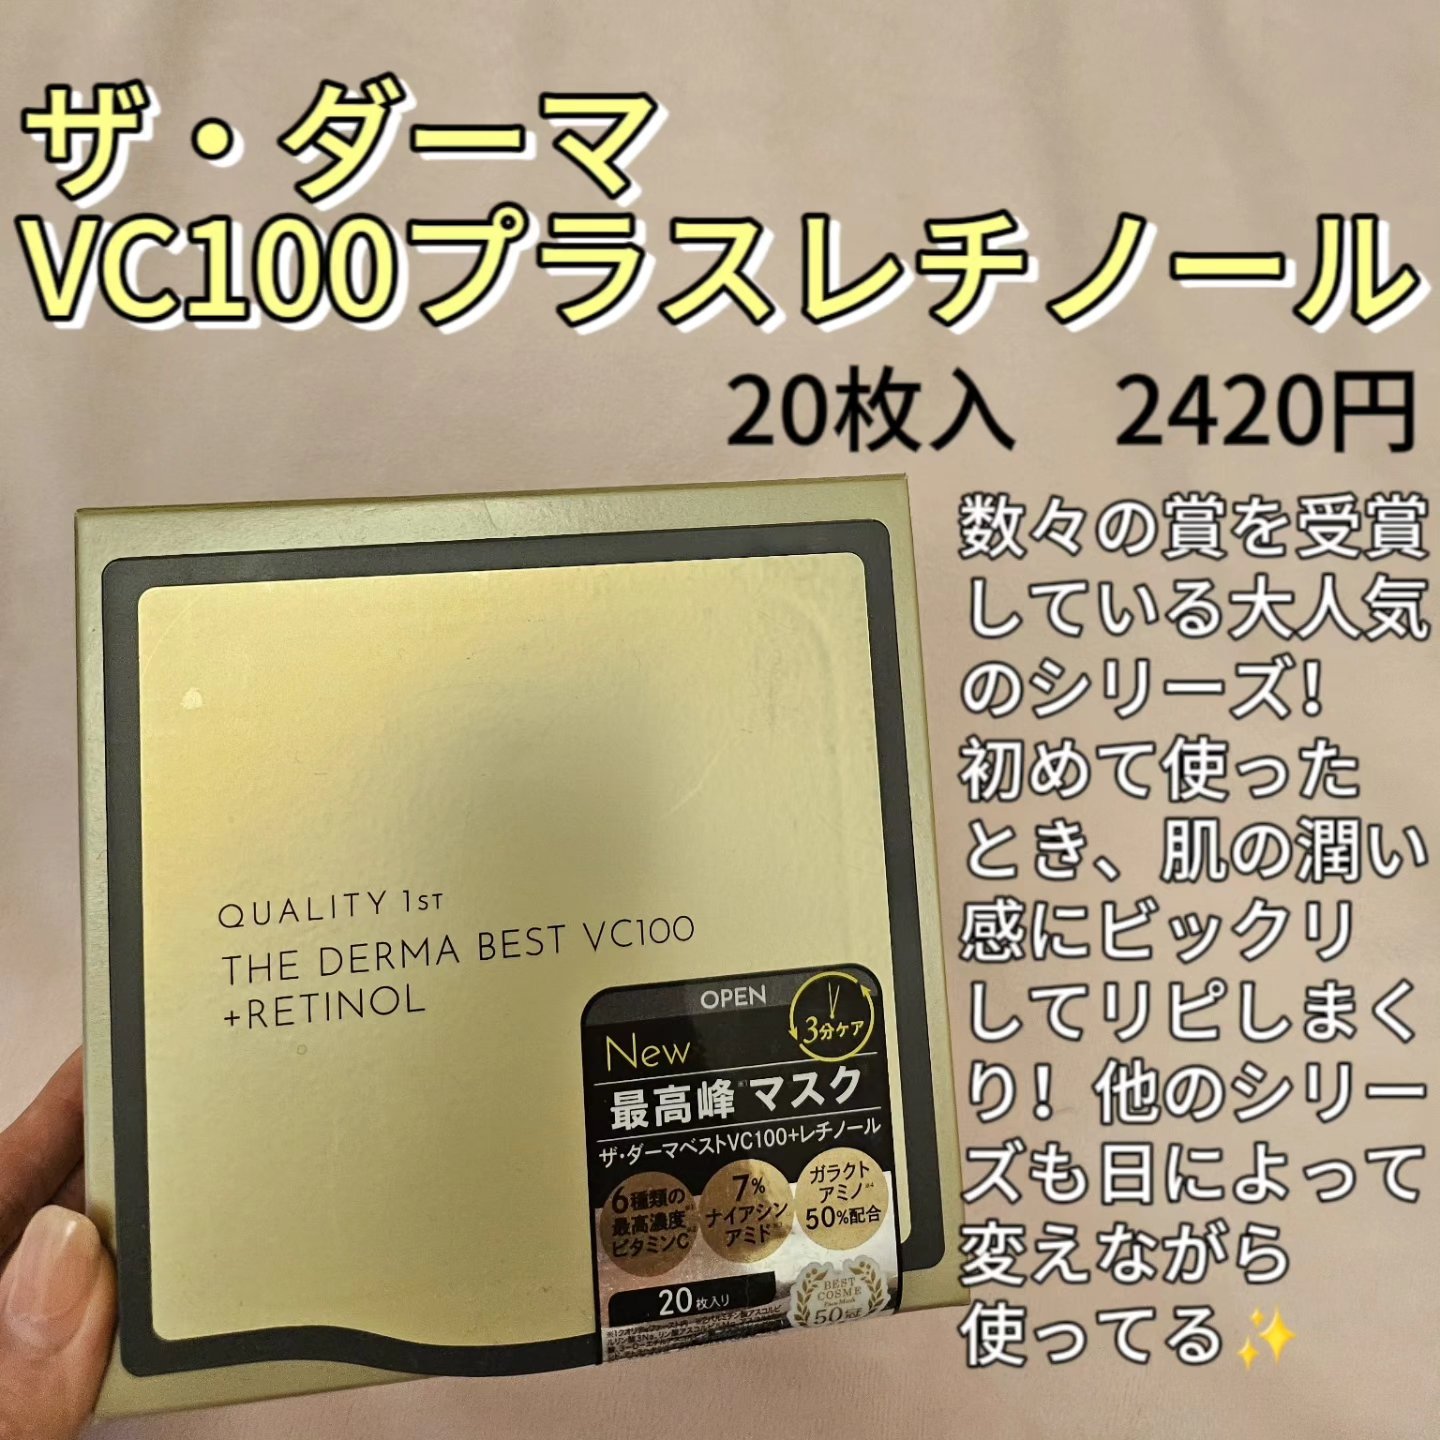 ザ・ダーマ
VC100プラスレチノール
20枚入 2420円
数々の賞を受賞
している大人気
のシリーズ!
初めて使った
とき、肌の潤い
感にビックリ
してリピしまく
り!他のシリー
ズも日によって
変えながら
使ってる✨
QUALITY 1ST
THE DERMA BEST VC100
+RETINOL
OPEN
3分ケア
New
最高峰※1マスク
ザ・ダーマベストVC100+レチノール
6種類の
最高濃度
ビタミンC
7%
ナイアシン
アミド
ガラクト
アミノ※4
50%配合
20枚入り
BEST
COSME
Face Mask
50冠